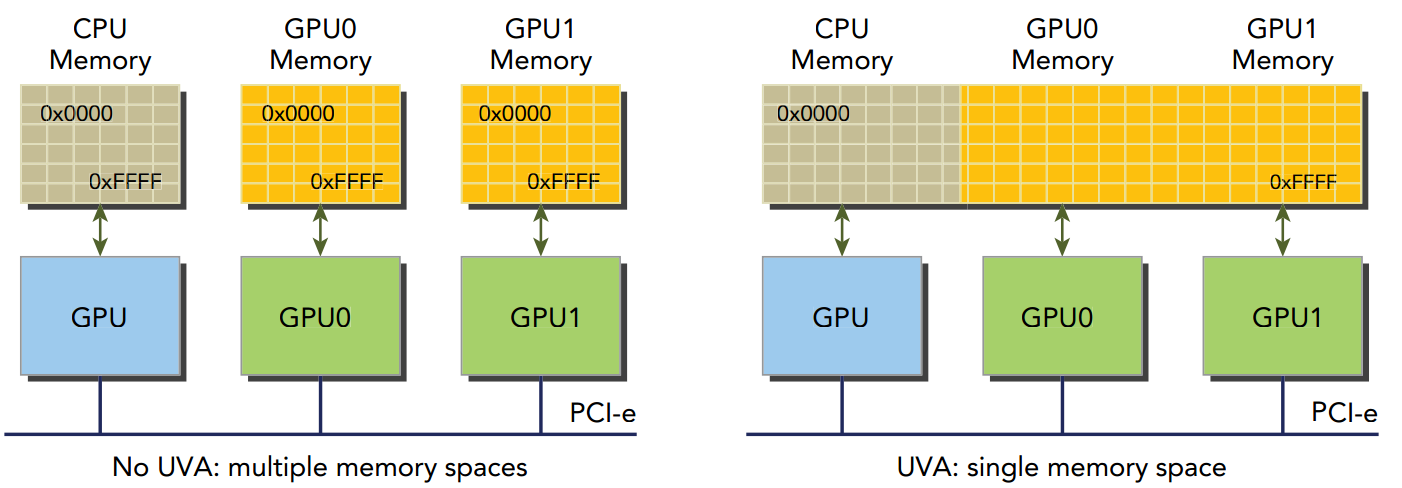 CPU
Memory
GPU0
Memory
GPU1
Memory
0x0000
0xFFFF
0x0000
0xFFFF
0x0000
0xFFFF
GPU
GPU0
GPU1
PCI-e
No UVA: multiple memory spaces
CPU
Memory
GPU0
Memory
GPU1
Memory
0x0000
0xFFFF
GPU
GPU0
GPU1
PCI-e
UVA: single memory space